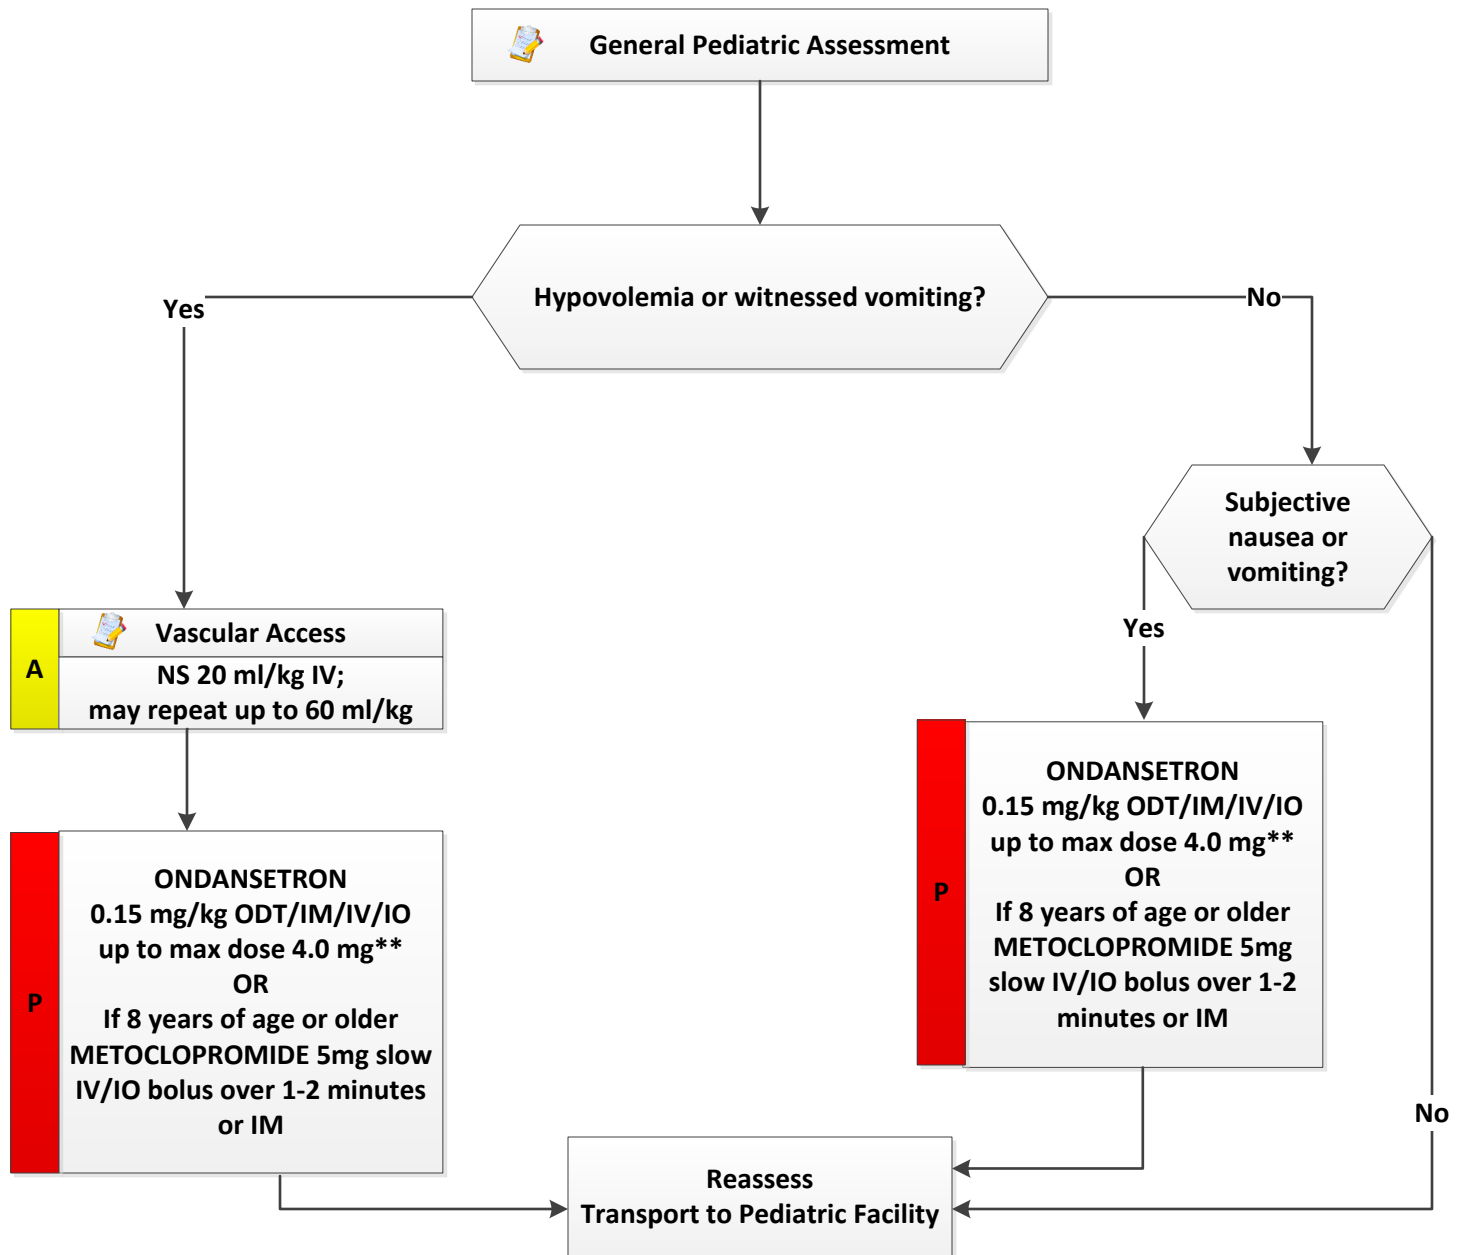 General Pediatric Assessment
Hypovolemia or witnessed vomiting?
Yes
No
Subjective
nausea or
vomiting?
Yes
No
A
Vascular Access
NS 20 ml/kg IV;
may repeat up to 60 ml/kg
P
ONDANSETRON
0.15 mg/kg ODT/IM/IV/IO
up to max dose 4.0 mg**
OR
If 8 years of age or older
METOCLOPROMIDE 5mg slow
IV/IO bolus over 1-2 minutes
or IM
P
ONDANSETRON
0.15 mg/kg ODT/IM/IV/IO
up to max dose 4.0 mg**
OR
If 8 years of age or older
METOCLOPROMIDE 5mg
slow IV/IO bolus over 1-2
minutes or IM
Reassess
Transport to Pediatric Facility